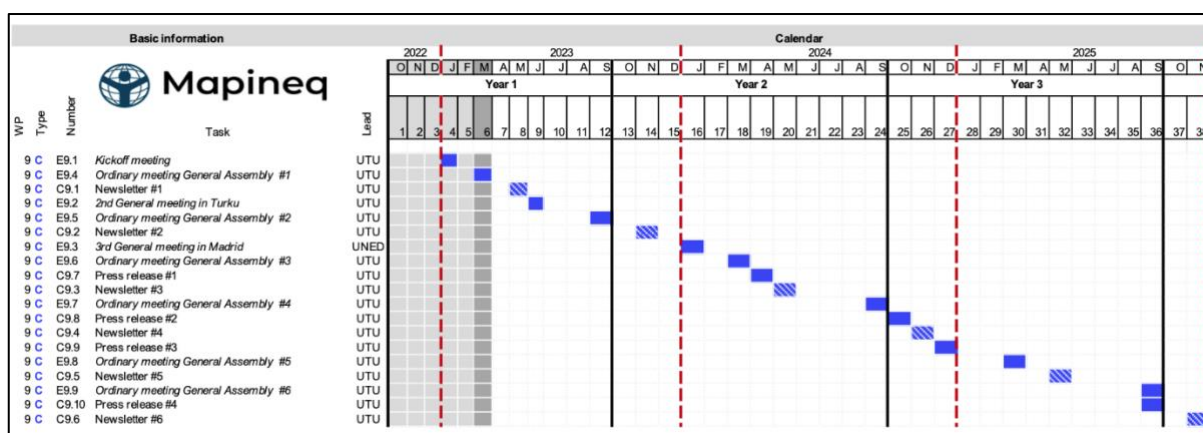 Basic information Calendar
2022 2023 2024 2025
O N D J F M A M J J A S O N D J F M A M J J A S O N D J F M A M J J A S O N
Mapineq
Year 1 Year 2 Year 3
WP Type Number Task Lead
1 2 3 4 5 6 7 8 9 10 11 12 13 14 15 16 17 18 19 20 21 22 23 24 25 26 27 28 29 30 31 32 33 34 35 36 37 38
9 C E9.1 Kickoff meeting UTU
9 C E9.4 Ordinary meeting General Assembly #1 UTU
9 C C9.1 Newsletter #1 UTU
9 C E9.2 2nd General meeting in Turku UTU
9 C E9.5 Ordinary meeting General Assembly #2 UTU
9 C C9.2 Newsletter #2 UTU
9 C E9.3 3rd General meeting in Madrid UNED
9 C E9.6 Ordinary meeting General Assembly #3 UTU
9 C C9.7 Press release #1 UTU
9 C C9.3 Newsletter #3 UTU
9 C E9.7 Ordinary meeting General Assembly #4 UTU
9 C C9.8 Press release #2 UTU
9 C C9.4 Newsletter #4 UTU
9 C C9.9 Press release #3 UTU
9 C E9.8 Ordinary meeting General Assembly #5 UTU
9 C C9.5 Newsletter #5 UTU
9 C E9.9 Ordinary meeting General Assembly #6 UTU
9 C C9.10 Press release #4 UTU
9 C C9.6 Newsletter #6 UTU